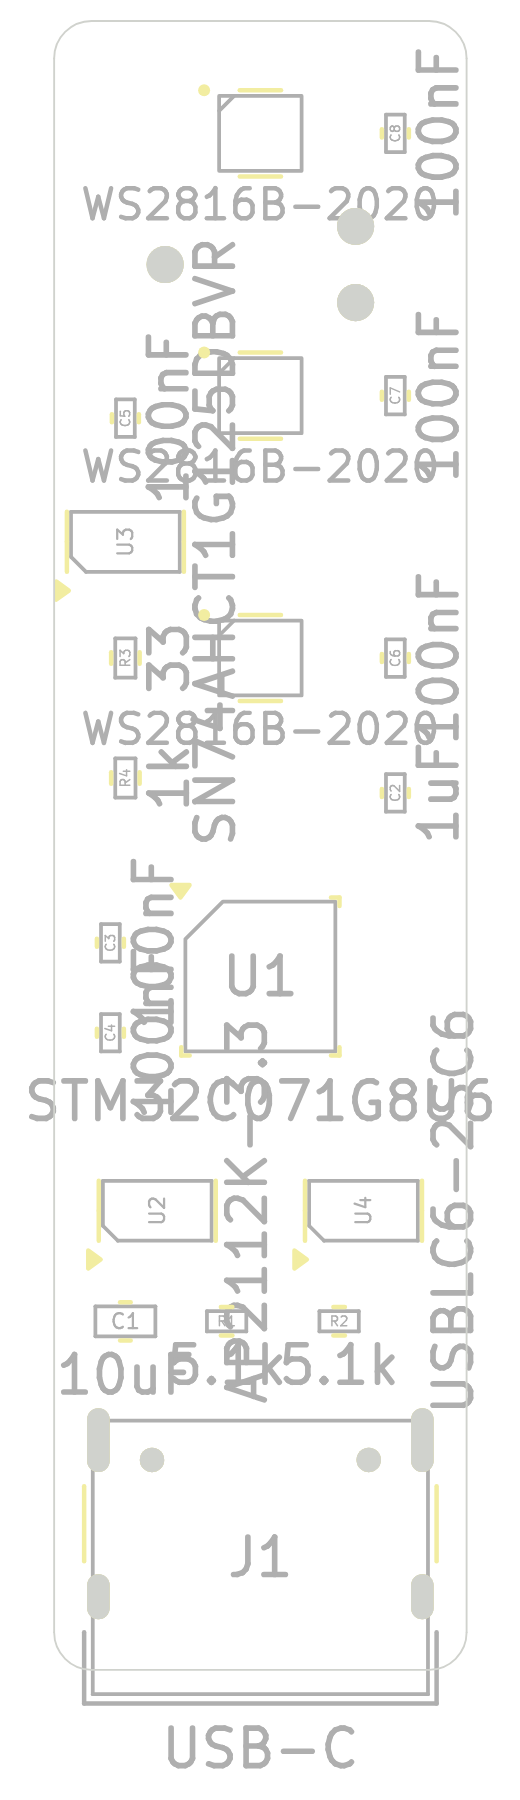 C8
100nF
WS2816B-2020
SN74AHCT1G125DBVR
C7
100nF
C5
100nF
WS2816B-2020
U3
C6
100nF
R3
33
WS2816B-2020
R4
1k
C2
1uF
C3
100nF
U1
C4
100nF
STM32C071G8U6
U2
AP2112K-3.3
U4
USBLC6-2SC6
C1
10uF
R1
5.1k
R2
5.1k
J1
USB-C